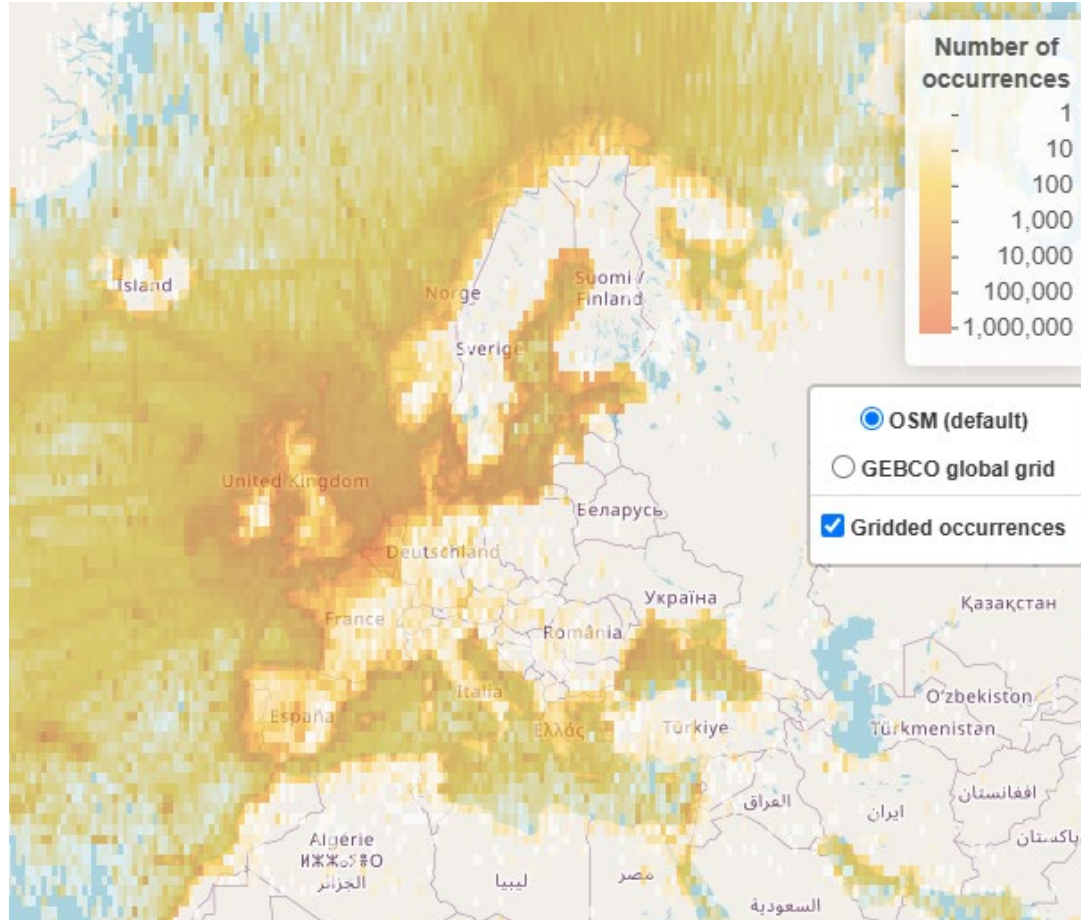 Number of
occurrences
1
10
100
1,000
10,000
100,000
1,000,000
OSM (default)
GEBCO global grid
Gridded occurrences
Ísland
Norge
Suomi /
Finland
Sverige
United Kingdom
Беларусь
Deutschland
Україна
Қазақстан
France
România
Italia
O‘zbekiston
España
Ελλάς
Türkiye
Türkmenistan
العراق
ایران
افغانستان
پاکستان
Algérie
ⵍⵣⵣⴰⵢⴻⵔ
الجزائر
ليبيا
مصر
السعودية